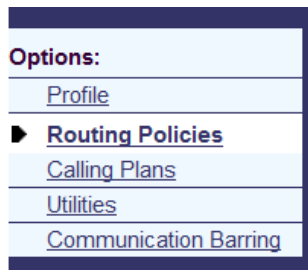 Options:
Profile
Routing Policies
Calling Plans
Utilities
Communication Barring